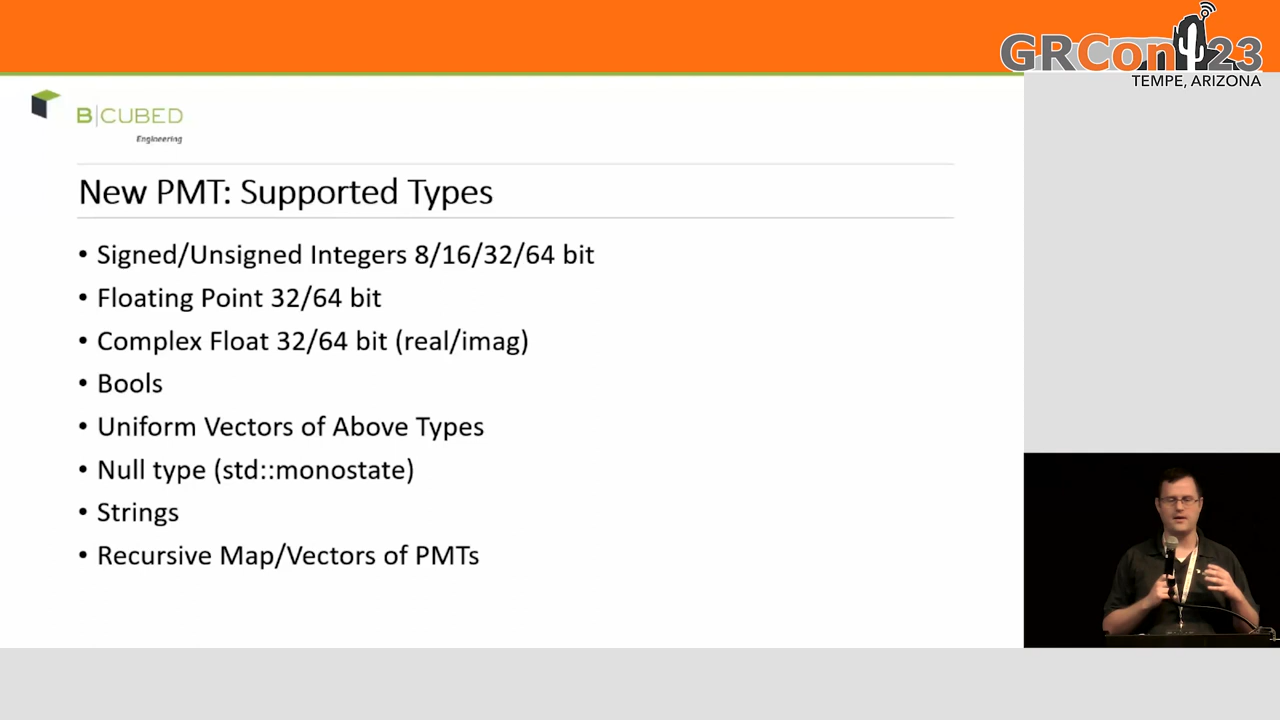 GRCon 23
TEMPE, ARIZONA
B|CUBED
Engineering
New PMT: Supported Types
• Signed/Unsigned Integers 8/16/32/64 bit
• Floating Point 32/64 bit
• Complex Float 32/64 bit (real/imag)
• Bools
• Uniform Vectors of Above Types
• Null type (std::monostate)
• Strings
• Recursive Map/Vectors of PMTs